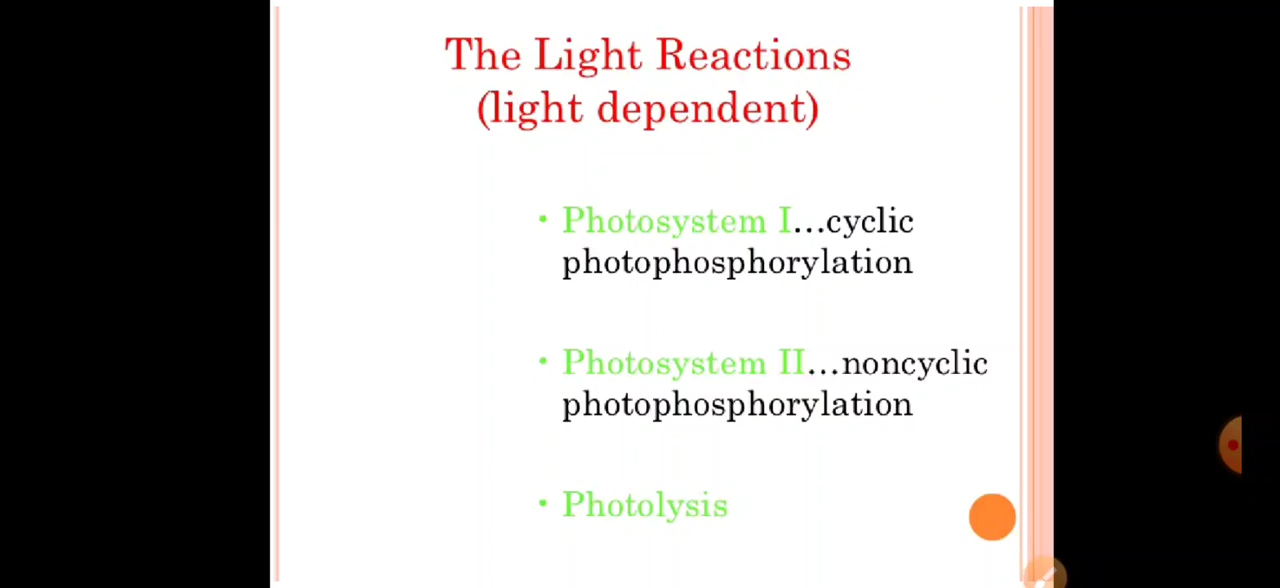 The Light Reactions
(light dependent)
• Photosystem I...cyclic
photophosphorylation
• Photosystem II...noncyclic
photophosphorylation
• Photolysis